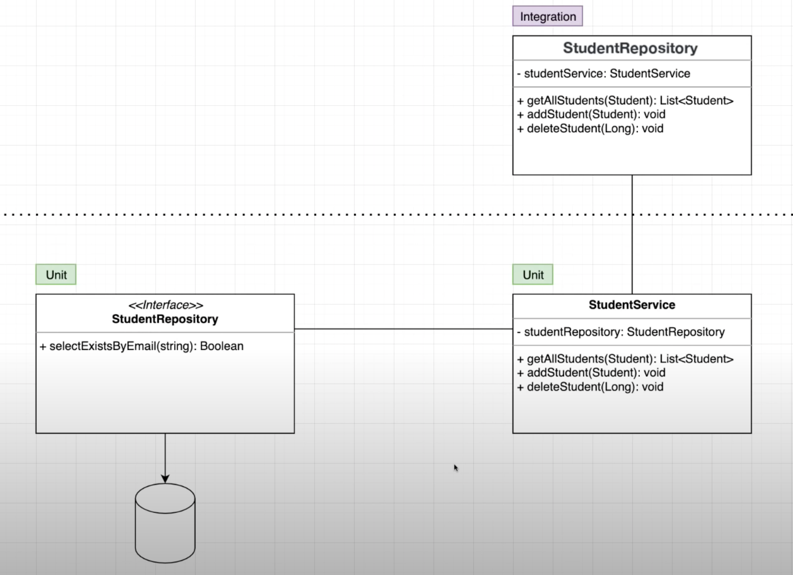 Integration
StudentRepository
- studentService: StudentService
+ getAllStudents(Student): List<Student>
+ addStudent(Student): void
+ deleteStudent(Long): void
Unit
<<Interface>>
StudentRepository
+ selectExistsByEmail(string): Boolean
Unit
StudentService
- studentRepository: StudentRepository
+ getAllStudents(Student): List<Student>
+ addStudent(Student): void
+ deleteStudent(Long): void